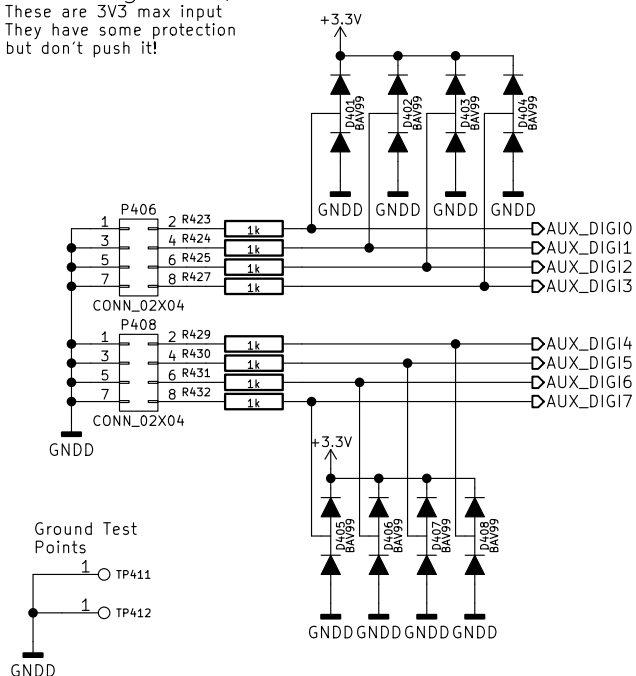 These are 3V3 max input
They have some protection
but don't push it!
+3.3V
D401
BAV99
D402
BAV99
D403
BAV99
D404
BAV99
GNDD GNDD GNDD GNDD
P406
1 2 R423 1k AUX_DIGI0
3 4 R424 1k AUX_DIGI1
5 6 R425 1k AUX_DIGI2
7 8 R427 1k AUX_DIGI3
CONN_02X04
P408
1 2 R429 1k AUX_DIGI4
3 4 R430 1k AUX_DIGI5
5 6 R431 1k AUX_DIGI6
7 8 R432 1k AUX_DIGI7
CONN_02X04
GNDD
+3.3V
D405
BAV99
D406
BAV99
D407
BAV99
D408
BAV99
GNDD GNDD GNDD GNDD
Ground Test
Points
1 TP411
1 TP412
GNDD